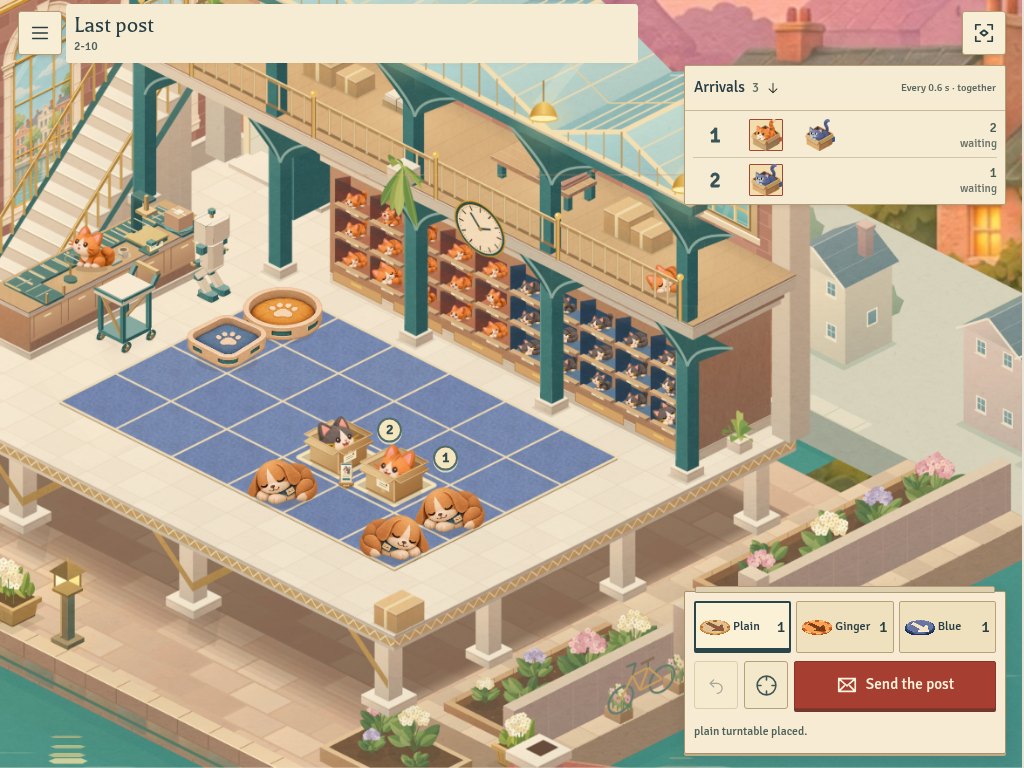 Last post
2-10
Arrivals 3 ↓
Every 0.6 s · together
1
2
waiting
2
1
waiting
2
1
Plain 1
Ginger 1
Blue 1
Send the post
plain turntable placed.